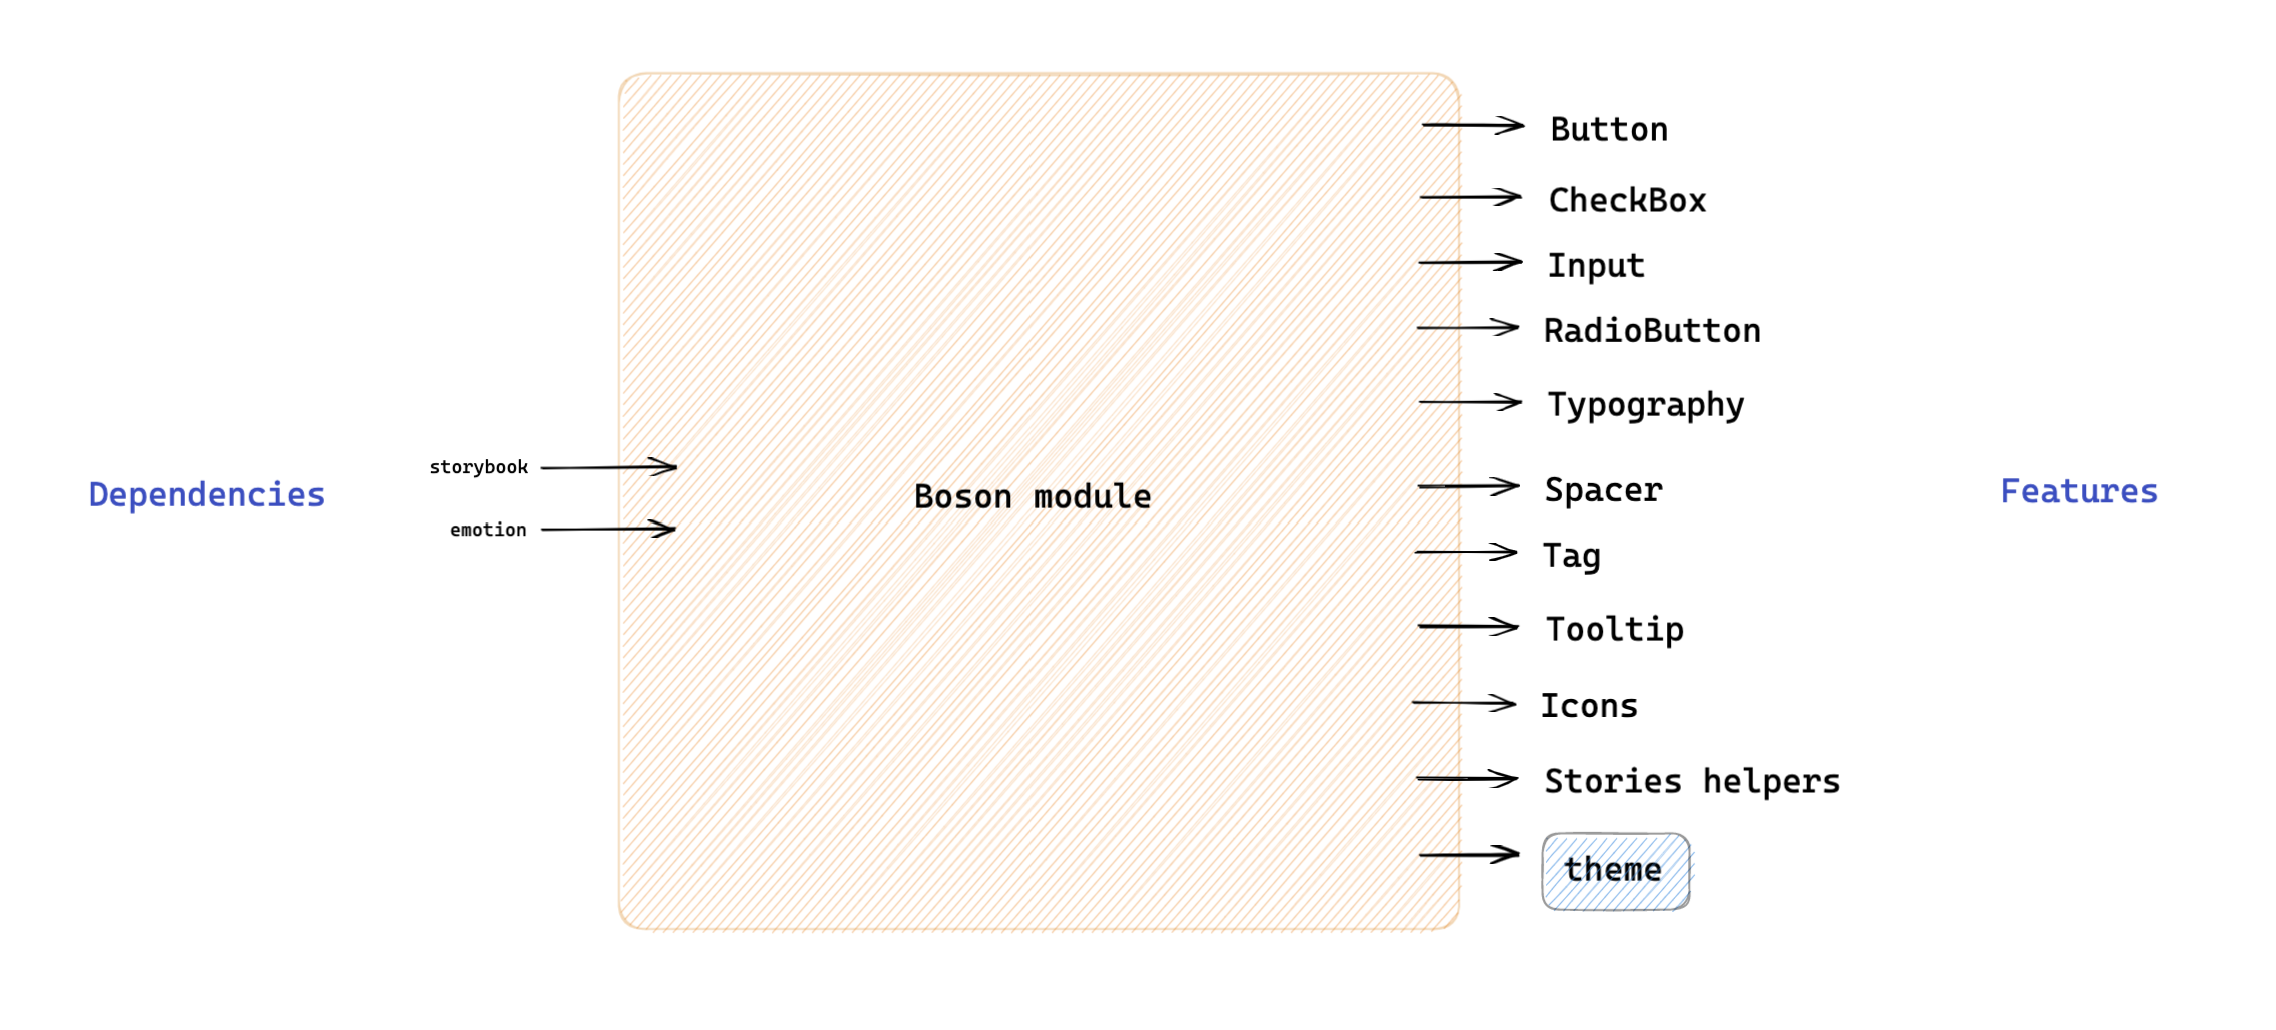 Dependencies
storybook
emotion
Boson module
Button
CheckBox
Input
RadioButton
Typography
Spacer
Tag
Tooltip
Icons
Stories helpers
theme
Features